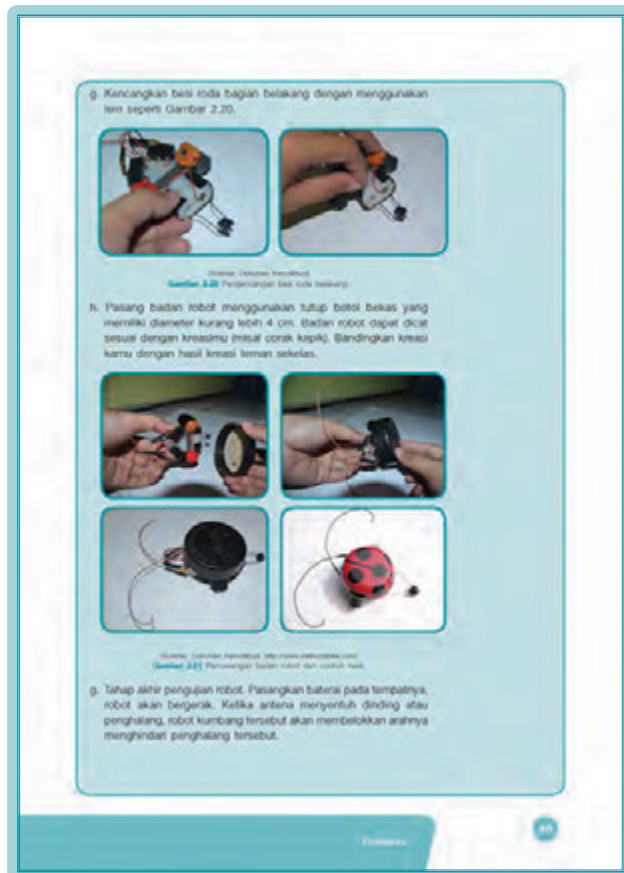 g. Kencangkan besi roda bagian belakang dengan menggunakan
lem seperti Gambar 2.20.
Gambar 2.20 Pengencangan besi roda belakang.
h. Pasang badan robot menggunakan tutup botol bekas yang
memiliki diameter kurang lebih 4 cm. Badan robot dapat dicat
sesuai dengan kreasimu (misal corak kepik). Bandingkan kreasi
kamu dengan hasil kreasi teman sekelas.
Gambar 2.21 Pemasangan badan robot dan contoh hasil.
g. Tahap akhir pengujian robot. Pasangkan baterai pada tempatnya,
robot akan bergerak. Ketika antena menyentuh dinding atau
penghalang, robot kumbang tersebut akan membelokkan arahnya
menghindari penghalang tersebut.